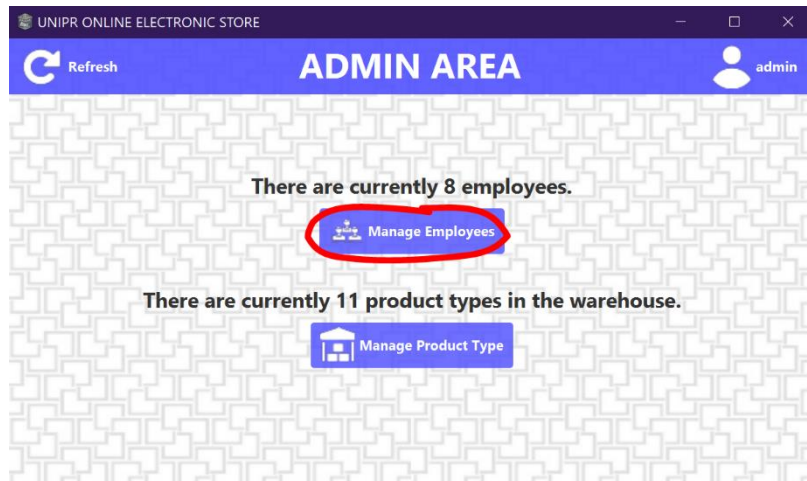 UNIPR ONLINE ELECTRONIC STORE
Refresh
ADMIN AREA
admin
There are currently 8 employees.
Manage Employees
There are currently 11 product types in the warehouse.
Manage Product Type